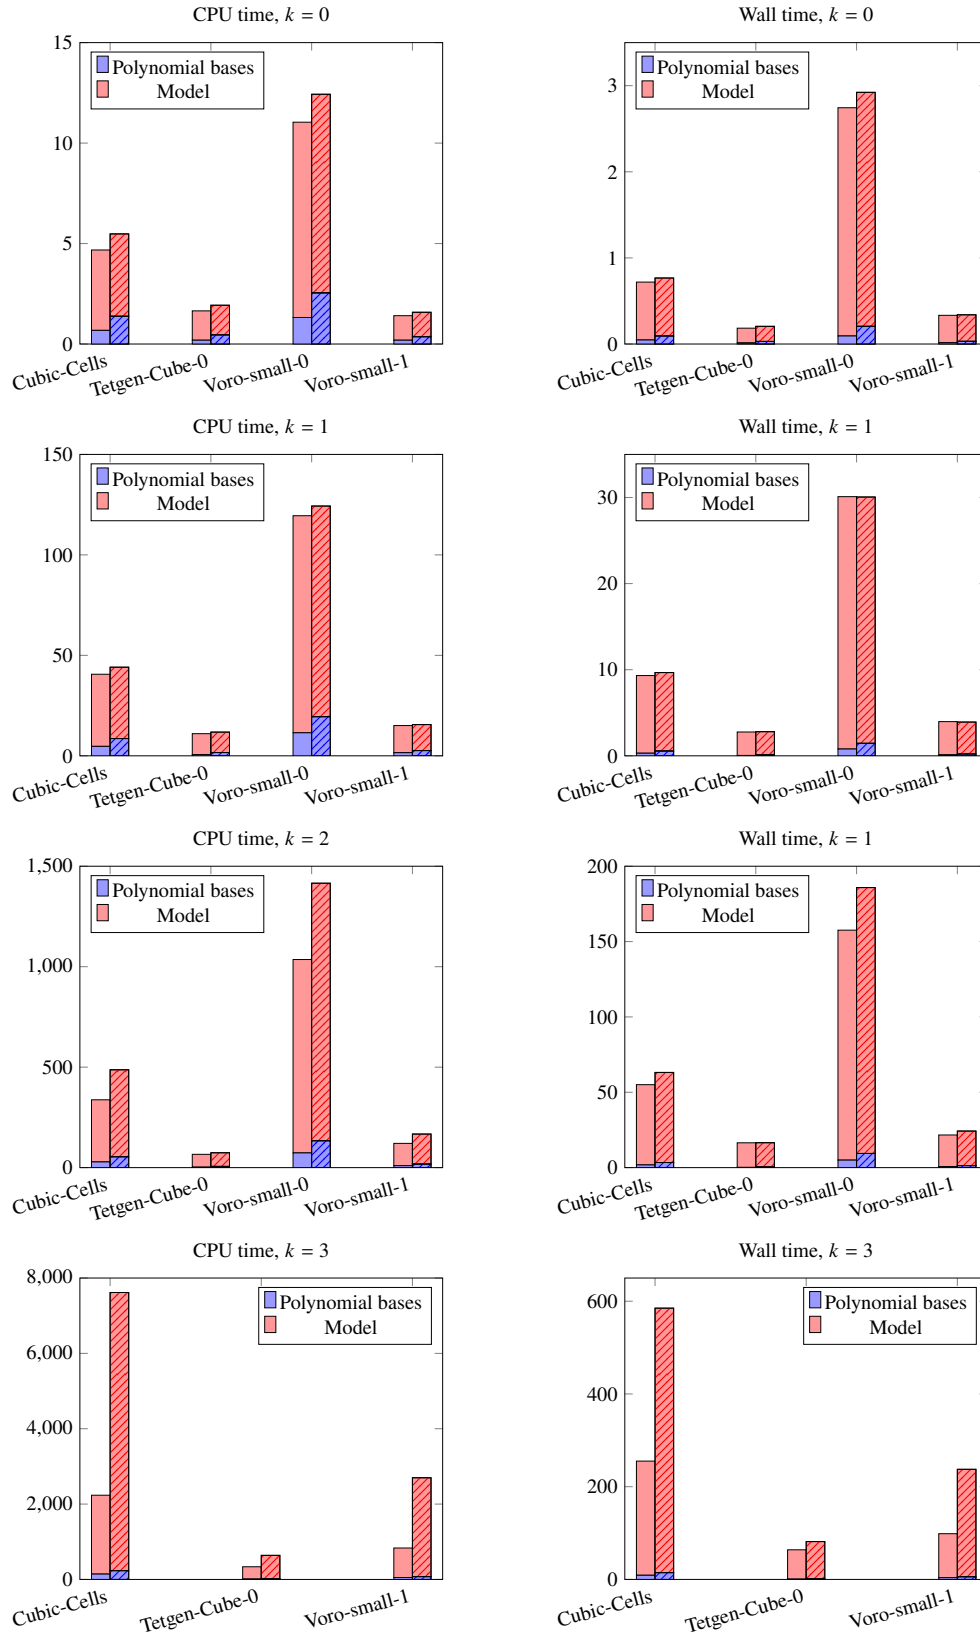 CPU time, k = 0
15
10
5
0
Polynomial bases
Model
Cubic-Cells
Tetgen-Cube-0
Voro-small-0
Voro-small-1
Wall time, k = 0
3
2
1
0
Polynomial bases
Model
Cubic-Cells
Tetgen-Cube-0
Voro-small-0
Voro-small-1
CPU time, k = 1
150
100
50
0
Polynomial bases
Model
Cubic-Cells
Tetgen-Cube-0
Voro-small-0
Voro-small-1
Wall time, k = 1
30
20
10
0
Polynomial bases
Model
Cubic-Cells
Tetgen-Cube-0
Voro-small-0
Voro-small-1
CPU time, k = 2
1,500
1,000
500
0
Polynomial bases
Model
Cubic-Cells
Tetgen-Cube-0
Voro-small-0
Voro-small-1
Wall time, k = 1
200
150
100
50
0
Polynomial bases
Model
Cubic-Cells
Tetgen-Cube-0
Voro-small-0
Voro-small-1
CPU time, k = 3
8,000
6,000
4,000
2,000
0
Polynomial bases
Model
Cubic-Cells
Tetgen-Cube-0
Voro-small-1
Wall time, k = 3
600
400
200
0
Polynomial bases
Model
Cubic-Cells
Tetgen-Cube-0
Voro-small-1